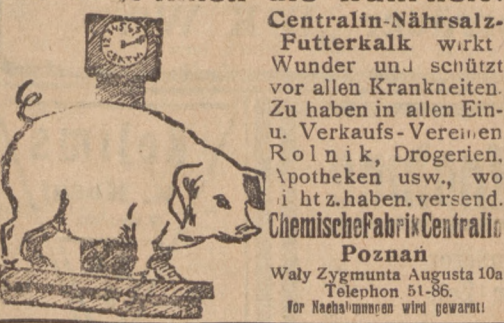 Centralin-Nährsalz-
Futterkalk wirkt
Wunder und schützt
vor allen Krankheiten.
Zu haben in allen Ein-
u. Verkaufs-Vereinen
Rolnik, Drogerien,
Apotheken usw., wo
nicht z. haben, versend.
Chemische Fabrik Centralin
Poznań
Wały Zygmunta Augusta 10a
Telephon 51-86.
Vor Nachahmungen wird gewarnt!